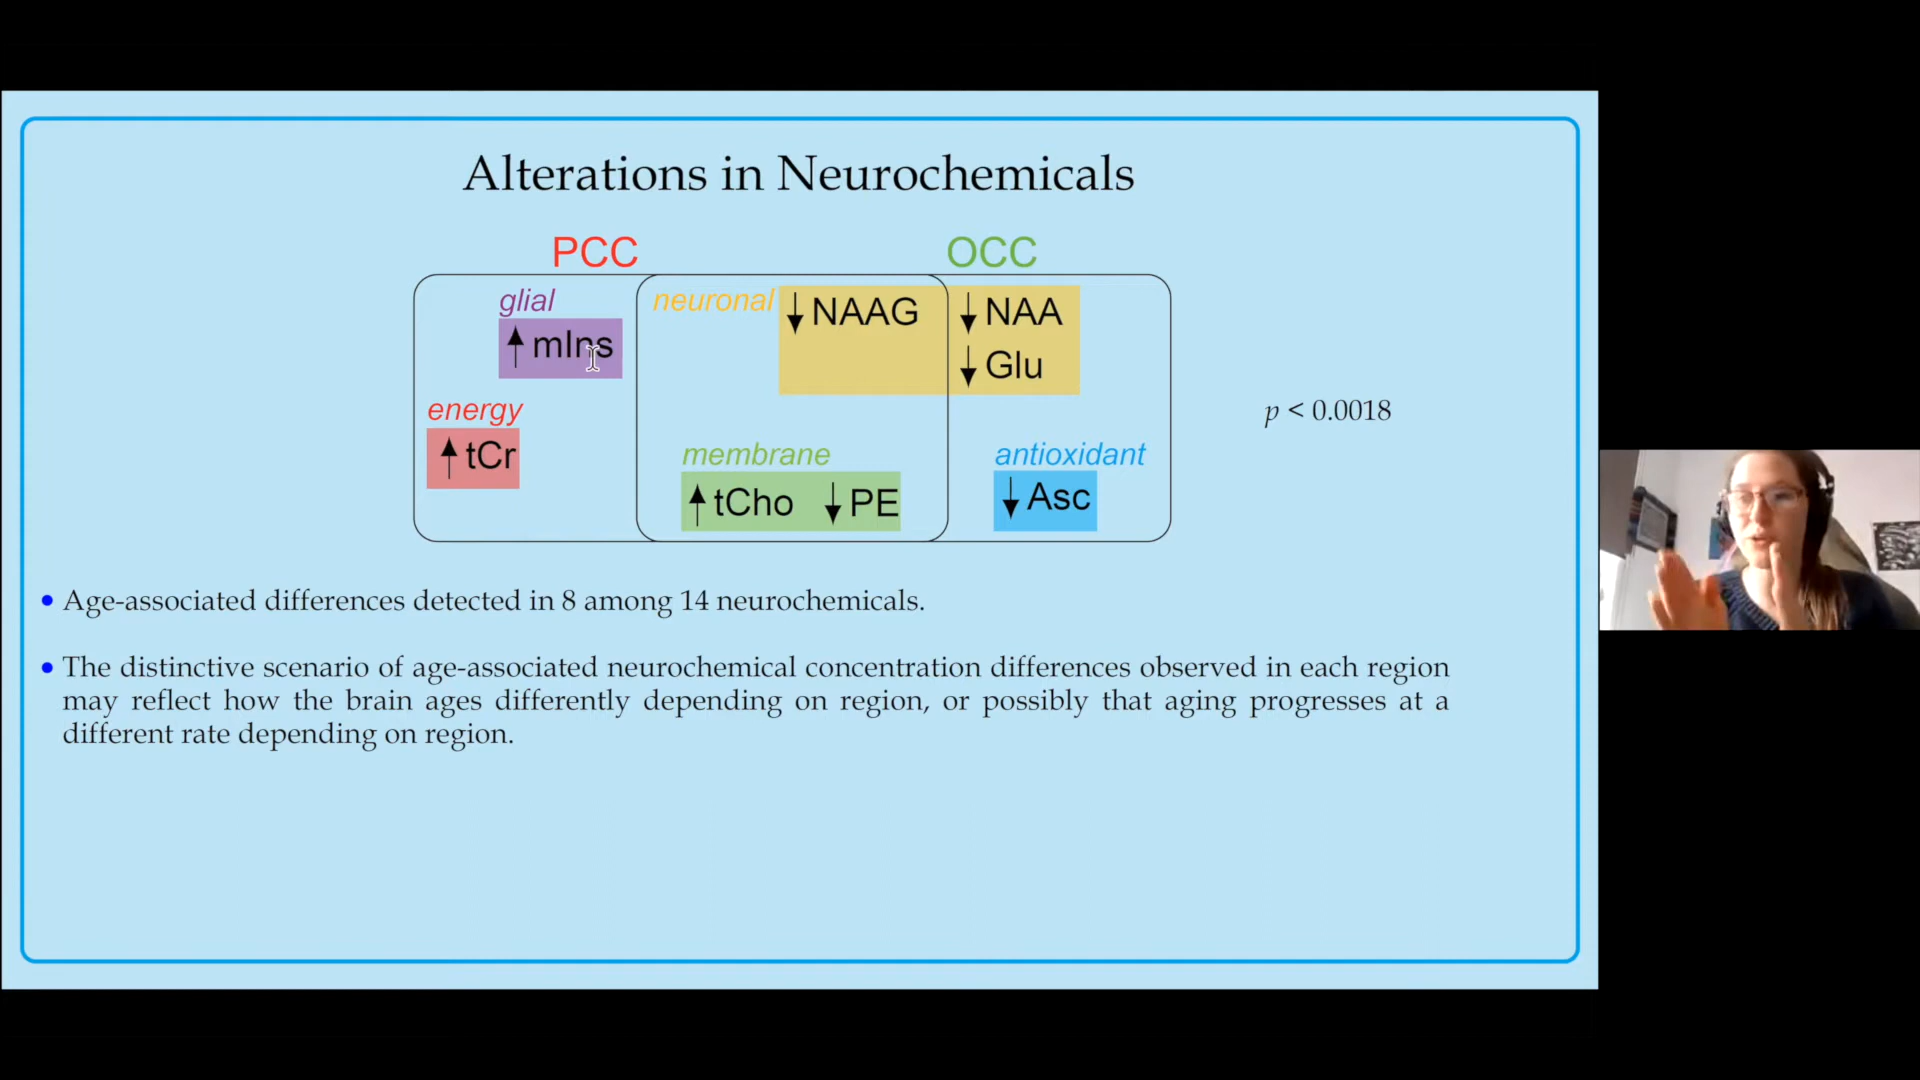 Alterations in Neurochemicals
PCC
OCC
glial
↑ mIns
neuronal
↓ NAAG
↓ NAA
↓ Glu
energy
↑ tCr
p < 0.0018
membrane
↑ tCho ↓ PE
antioxidant
↓ Asc
• Age-associated differences detected in 8 among 14 neurochemicals.
• The distinctive scenario of age-associated neurochemical concentration differences observed in each region
may reflect how the brain ages differently depending on region, or possibly that aging progresses at a
different rate depending on region.